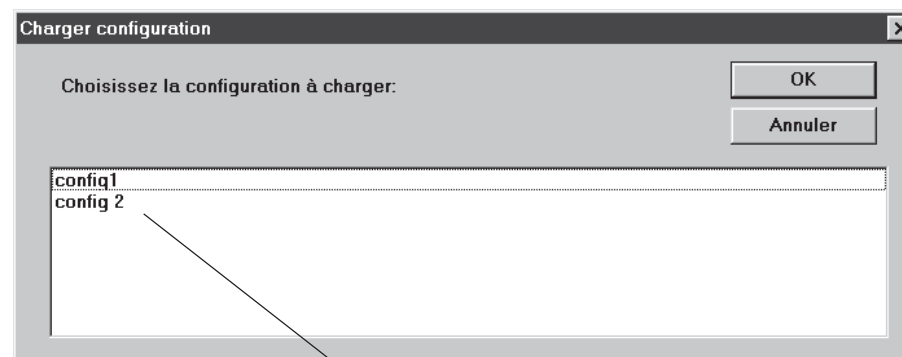 Charger configuration
Choisissez la configuration à charger:
OK
Annuler
config1
config 2